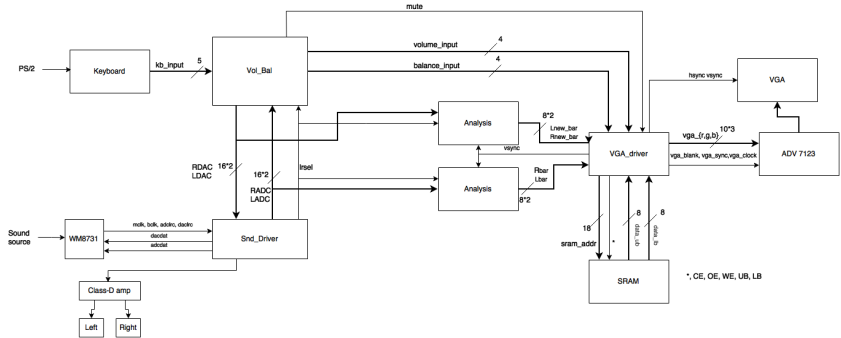 mute
PS/2
Keyboard
kb_input
5
Vol_Bal
volume_input
4
balance_input
4
hsync vsync
VGA
Analysis
8*2
Lnew_bar
Rnew_bar
vsync
VGA_driver
vga_{r,g,b}
10*3
vga_blank, vga_sync,vga_clock
ADV 7123
RDAC
LDAC
16*2
16*2
RADC
LADC
lrsel
Analysis
Rbar
Lbar
8*2
18
sram_addr
*
8
data_ub
8
data_lb
Sound
source
WM8731
mclk, bclk, adclrc, daclrc
dacdat
adcdat
Snd_Driver
SRAM
*, CE, OE, WE, UB, LB
Class-D amp
Left
Right